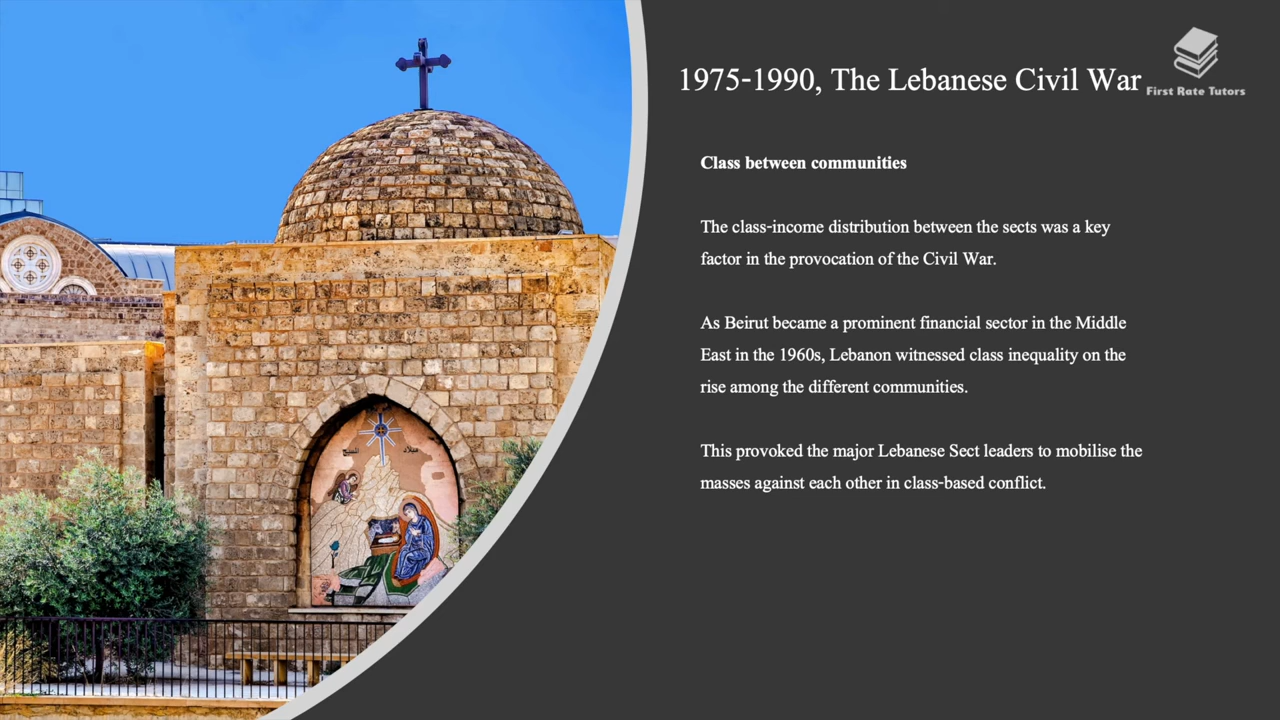 1975-1990, The Lebanese Civil War
First Rate Tutors
Class between communities
The class-income distribution between the sects was a key
factor in the provocation of the Civil War.
As Beirut became a prominent financial sector in the Middle
East in the 1960s, Lebanon witnessed class inequality on the
rise among the different communities.
This provoked the major Lebanese Sect leaders to mobilise the
masses against each other in class-based conflict.
ميلاد المسيح